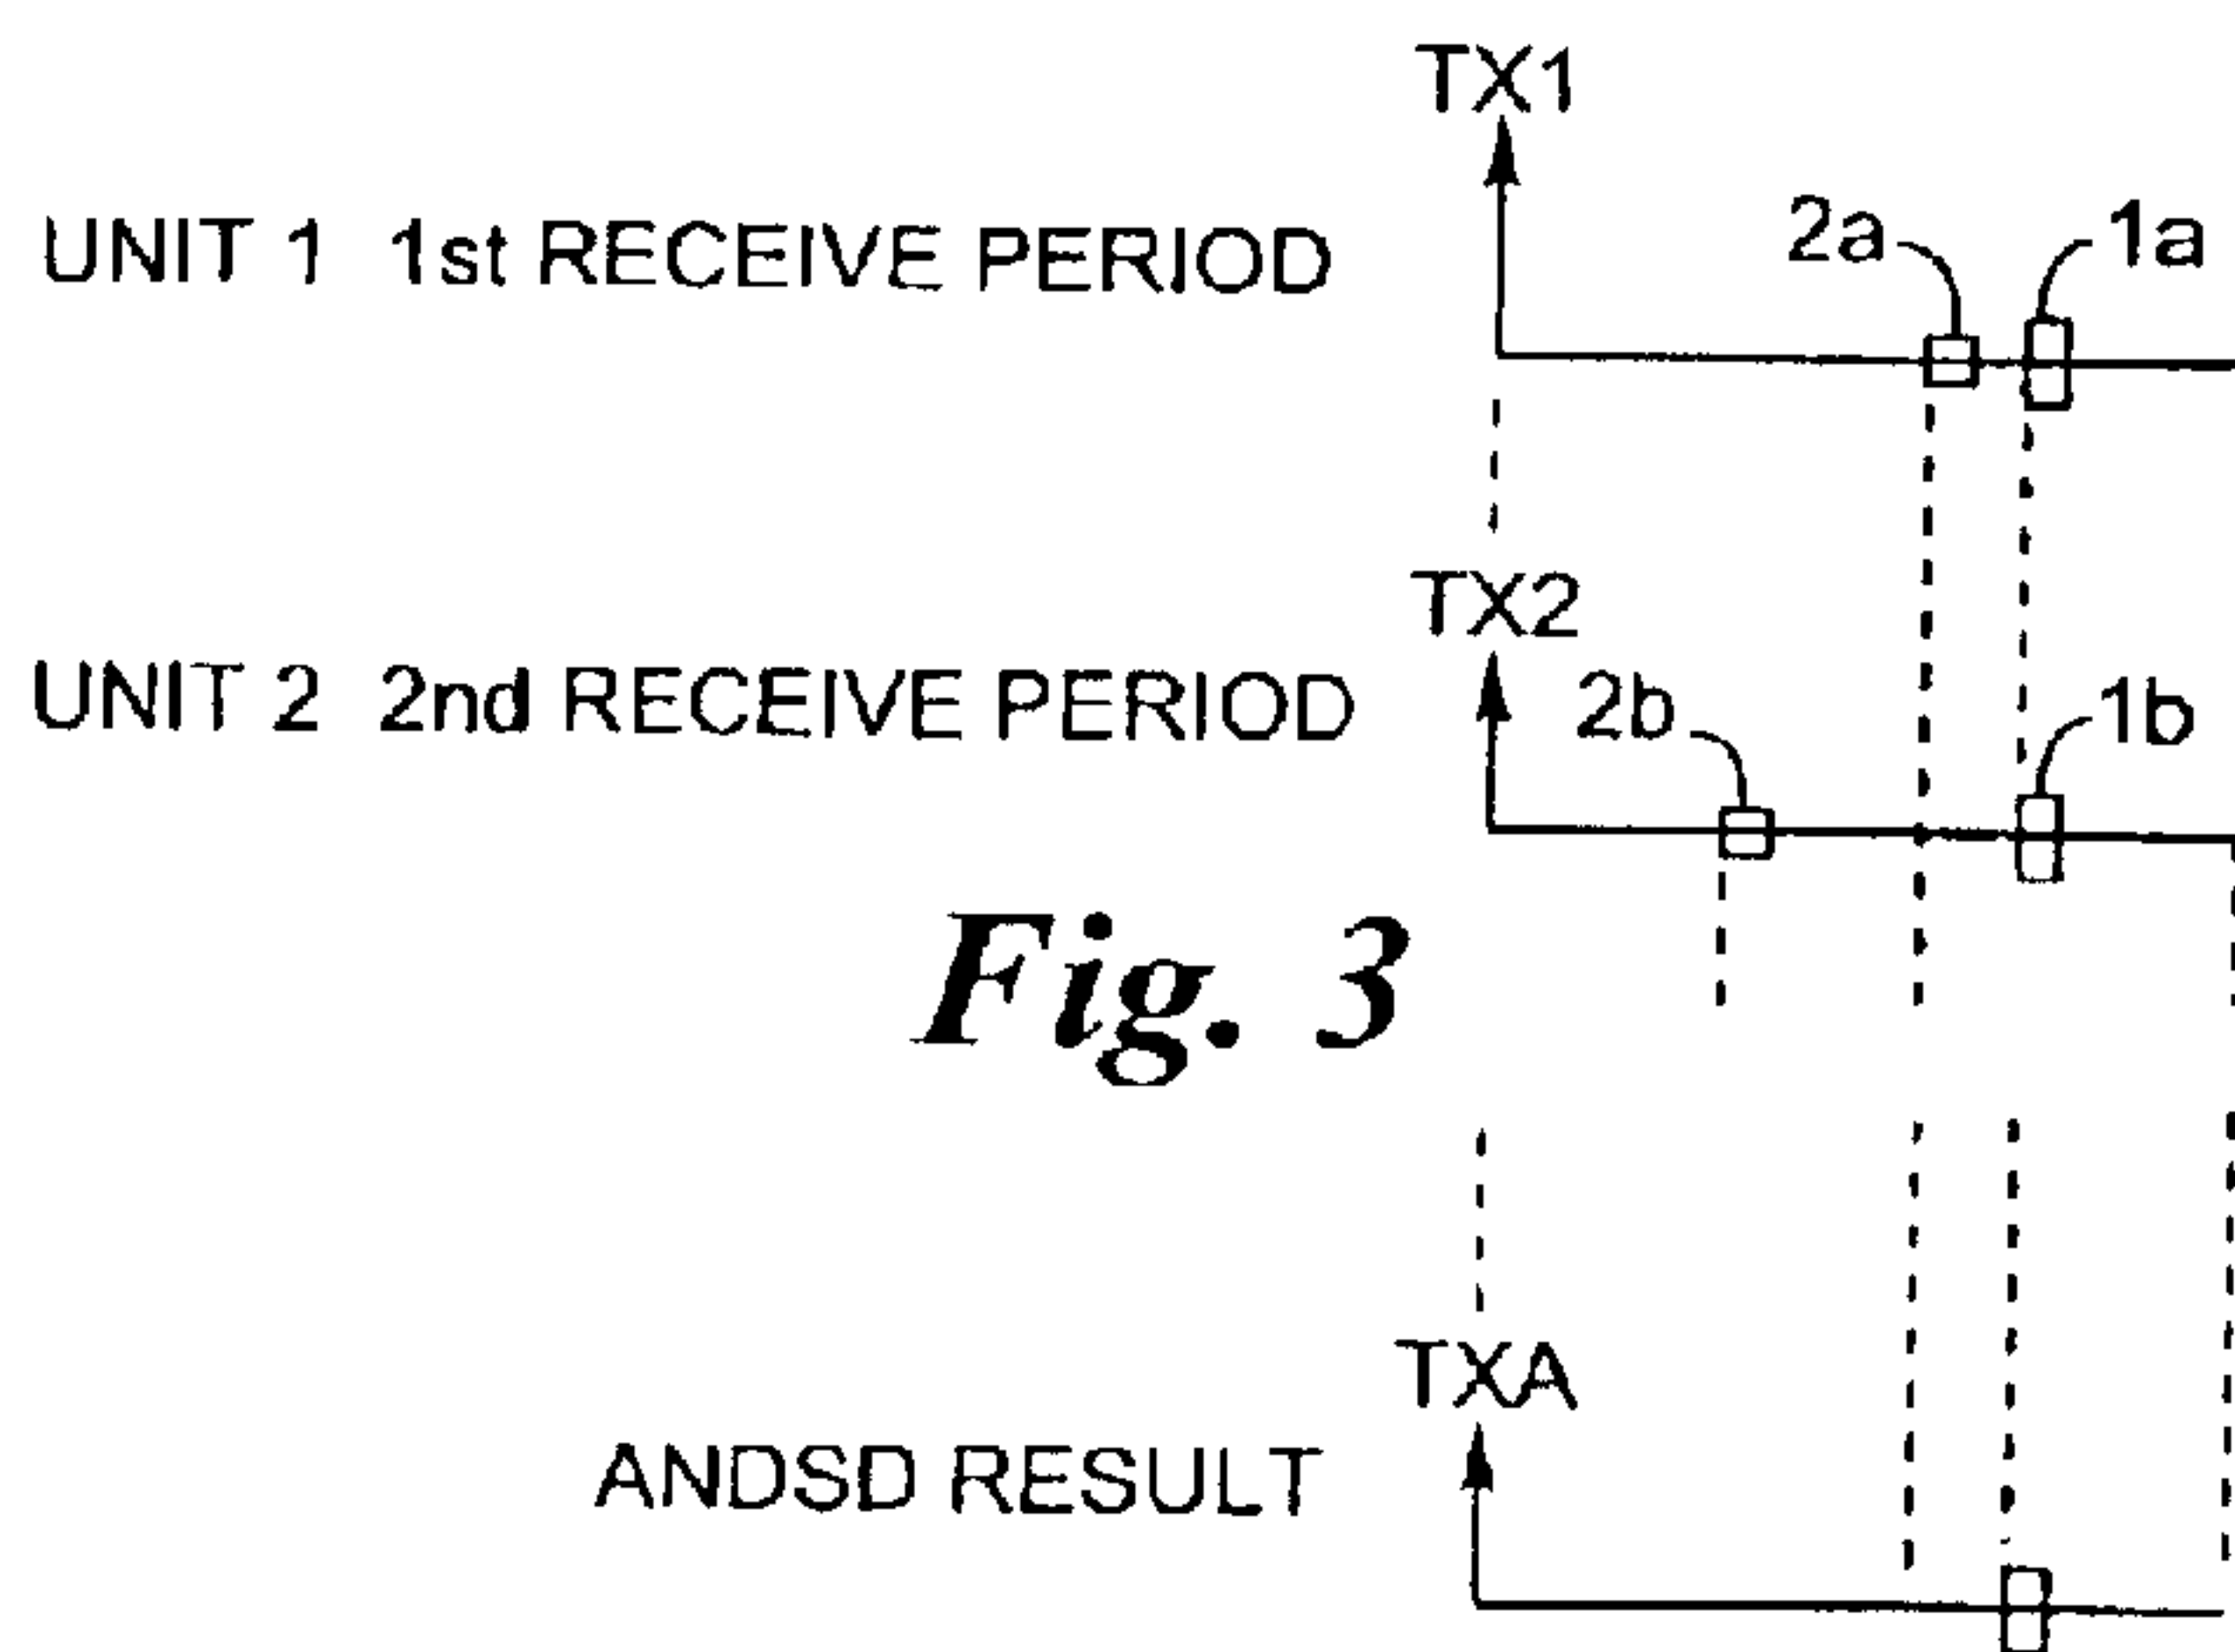 TX1
UNIT 1 1st RECEIVE PERIOD
2a
1a
TX2
UNIT 2 2nd RECEIVE PERIOD
2b
1b
Fig. 3
TXA
ANDSD RESULT